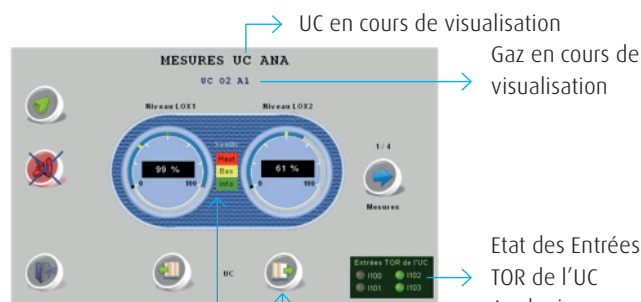 UC en cours de visualisation
MESURES UC ANA
Gaz en cours de
visualisation
UC 02 A1
Niveau LOX1
Niveau LOX2
Seuils
Haut
Bas
Info
99 %
0
100
61 %
0
100
1 / 4
Mesures
UC
Entrées TOR de l'UC
I100
I102
I101
I103
Etat des Entrées
TOR de l'UC